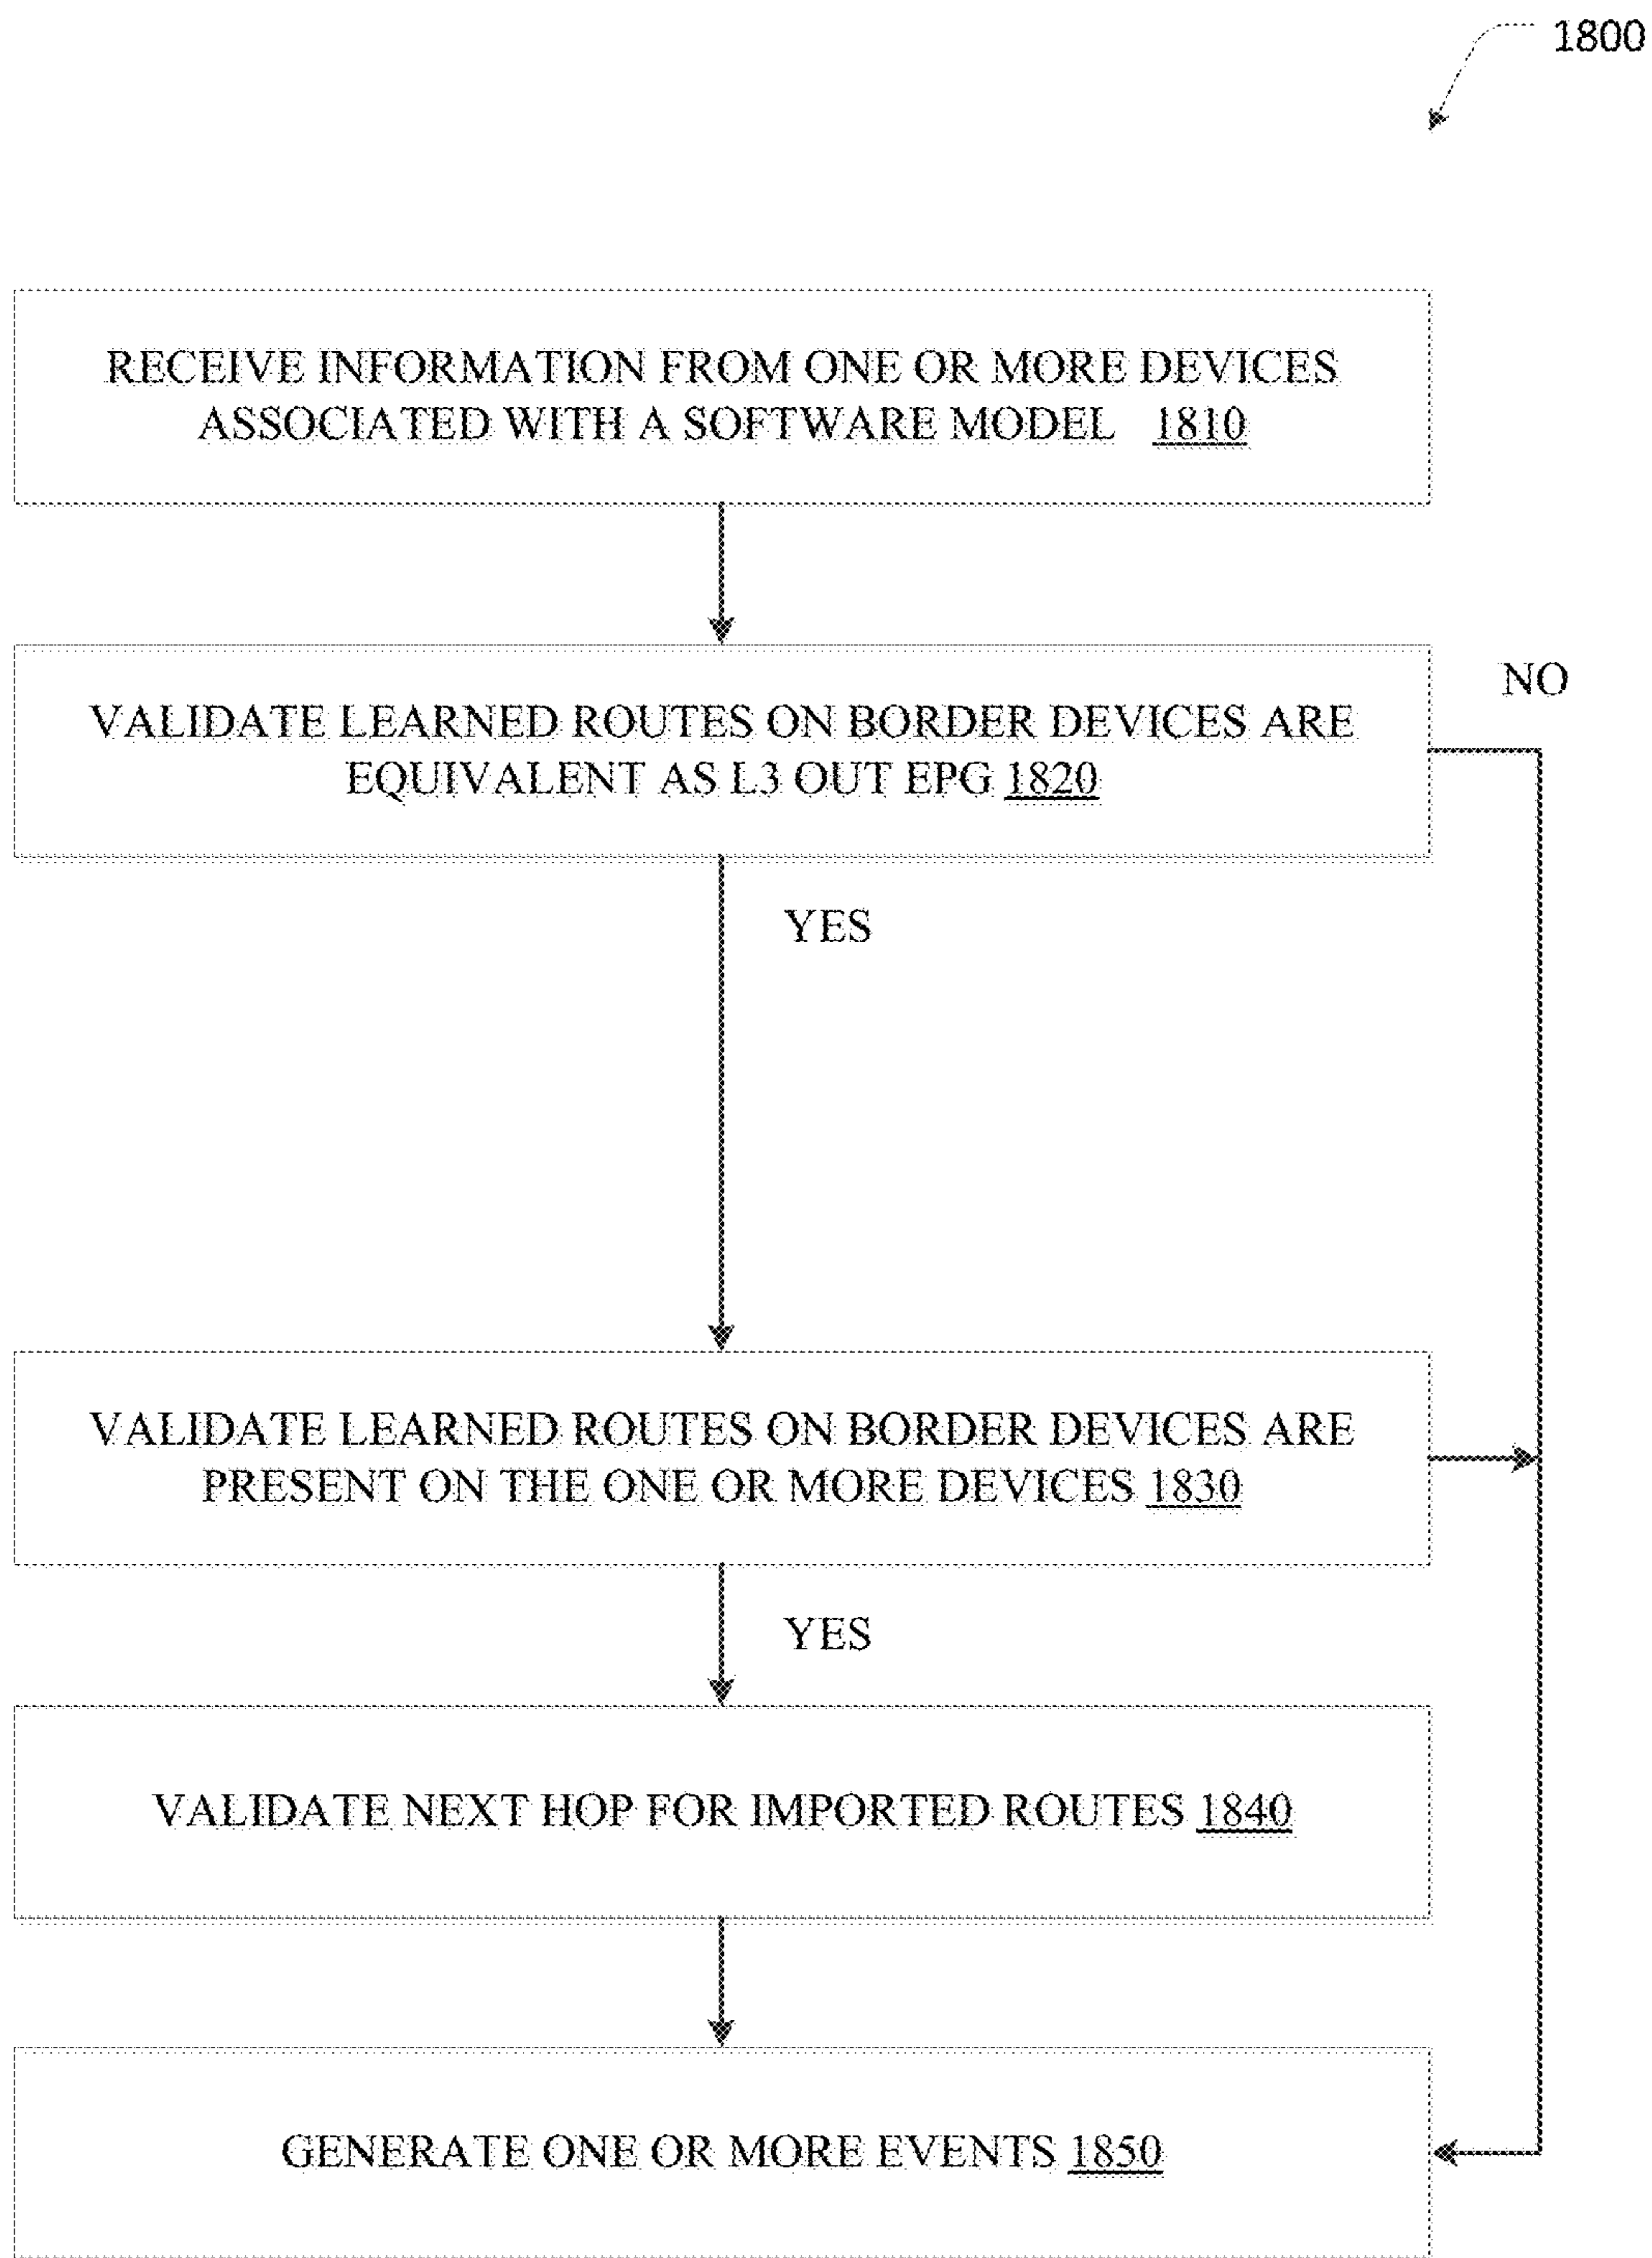 1800
RECEIVE INFORMATION FROM ONE OR MORE DEVICES
ASSOCIATED WITH A SOFTWARE MODEL 1810
VALIDATE LEARNED ROUTES ON BORDER DEVICES ARE
EQUIVALENT AS L3 OUT EPG 1820
NO
YES
VALIDATE LEARNED ROUTES ON BORDER DEVICES ARE
PRESENT ON THE ONE OR MORE DEVICES 1830
YES
VALIDATE NEXT HOP FOR IMPORTED ROUTES 1840
GENERATE ONE OR MORE EVENTS 1850